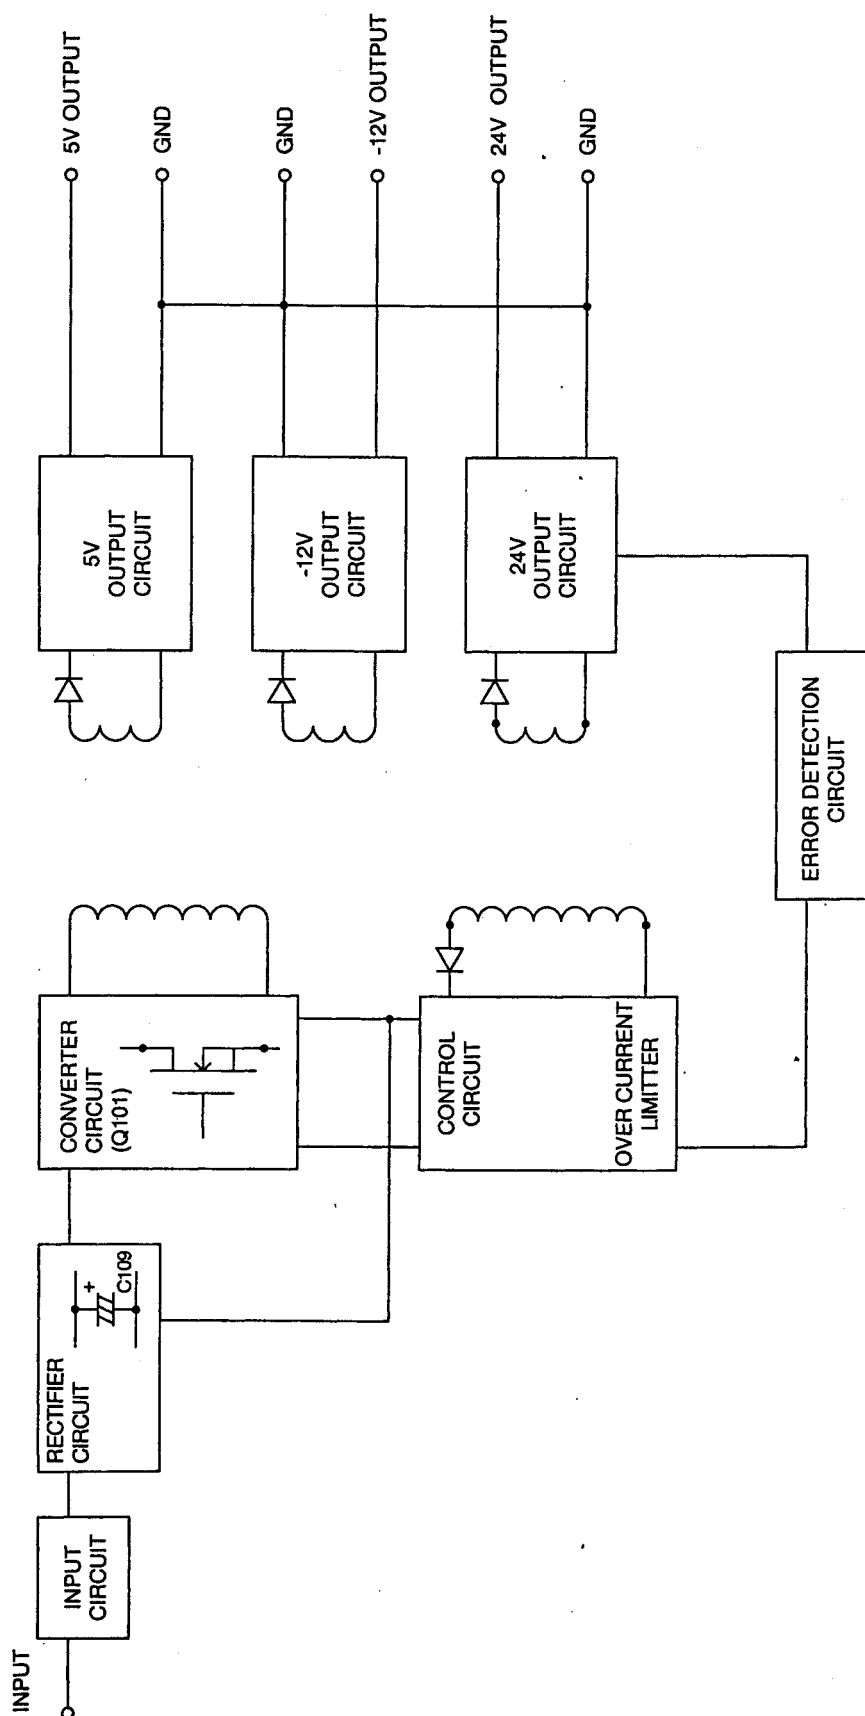 INPUT
INPUT
CIRCUIT
RECTIFIER
CIRCUIT
+
C109
CONVERTER
CIRCUIT
(Q101)
CONTROL
CIRCUIT
OVER CURRENT
LIMITTER
ERROR DETECTION
CIRCUIT
5V
OUTPUT
CIRCUIT
-12V
OUTPUT
CIRCUIT
24V
OUTPUT
CIRCUIT
5V OUTPUT
GND
GND
-12V OUTPUT
24V OUTPUT
GND